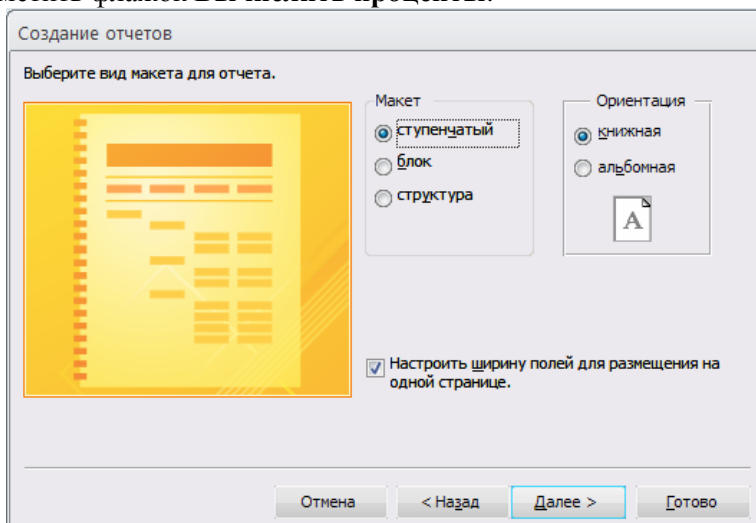 Создание отчетов
Выберите вид макета для отчета.
Макет
ступенчатый
блок
структура
Ориентация
книжная
альбомная
A
Настроить ширину полей для размещения на
одной странице.
Отмена
< Назад
Далее >
Готово